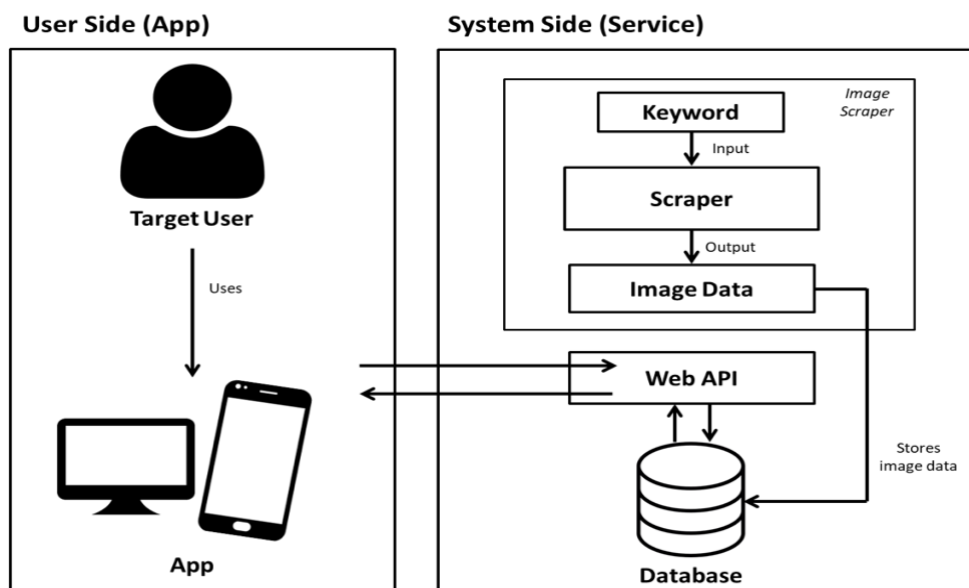 User Side (App)
System Side (Service)
Target User
Uses
App
Image
Scraper
Keyword
Input
Scraper
Output
Image Data
Web API
Stores
image data
Database